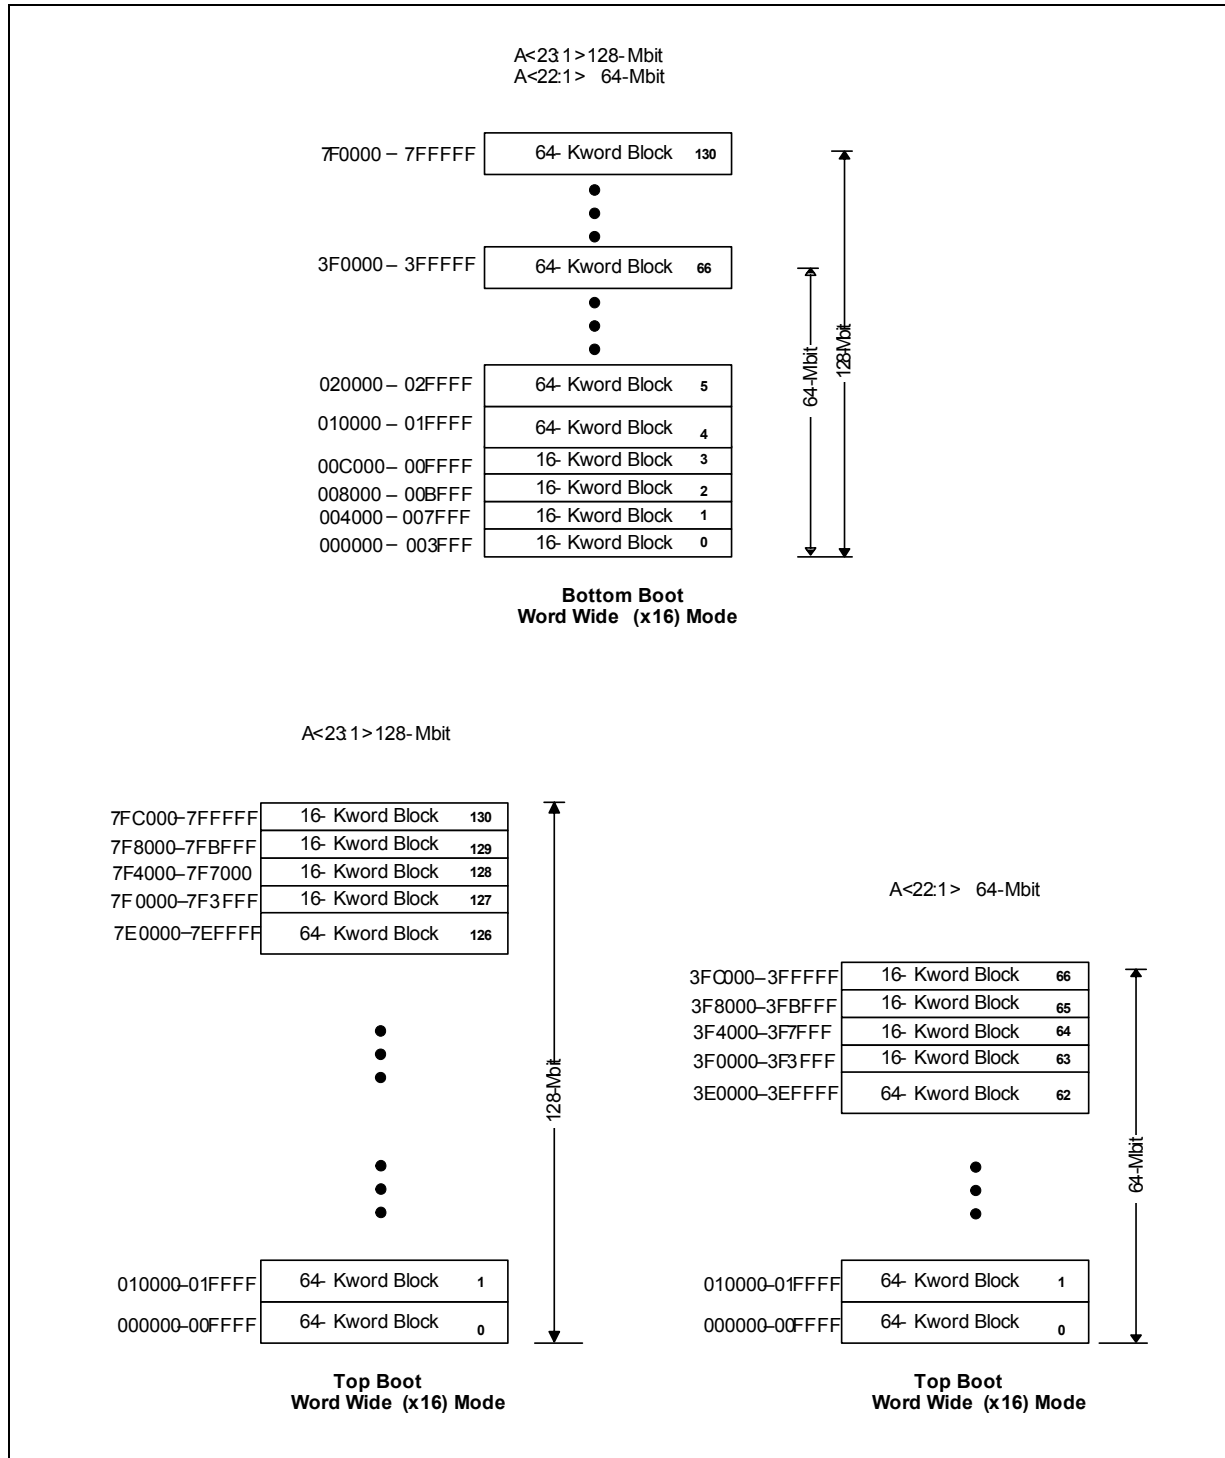 A<23:1>128-Mbit
A<22:1> 64-Mbit
7F0000 – 7FFFFF 64- Kword Block 130
3F0000 – 3FFFFF 64- Kword Block 66
020000 – 02FFFF 64- Kword Block 5
010000 – 01FFFF 64- Kword Block 4
00C000 – 00FFFF 16- Kword Block 3
008000 – 00BFFF 16- Kword Block 2
004000 – 007FFF 16- Kword Block 1
000000 – 003FFF 16- Kword Block 0
64-Mbit
128-Mbit
Bottom Boot
Word Wide (x16) Mode
A<23:1>128-Mbit
7FC000–7FFFFF 16- Kword Block 130
7F8000–7FBFFF 16- Kword Block 129
7F4000–7F7000 16- Kword Block 128
7F0000–7F3FFF 16- Kword Block 127
7E0000–7EFFFF 64- Kword Block 126
128-Mbit
010000–01FFFF 64- Kword Block 1
000000–00FFFF 64- Kword Block 0
Top Boot
Word Wide (x16) Mode
A<22:1> 64-Mbit
3FC000–3FFFFF 16- Kword Block 66
3F8000–3FBFFF 16- Kword Block 65
3F4000–3F7FFF 16- Kword Block 64
3F0000–3F3FFF 16- Kword Block 63
3E0000–3EFFFF 64- Kword Block 62
64-Mbit
010000–01FFFF 64- Kword Block 1
000000–00FFFF 64- Kword Block 0
Top Boot
Word Wide (x16) Mode